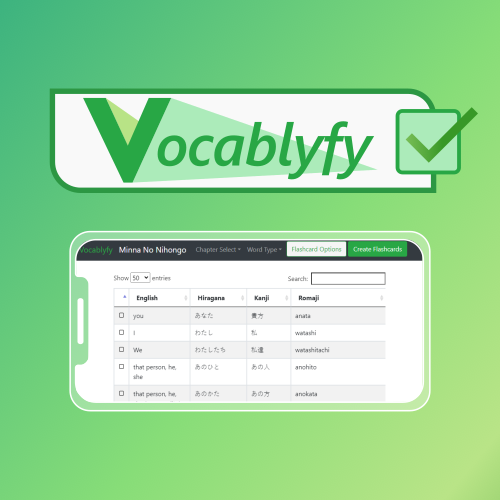 Vocablyfy
vocablyfy Minna No Nihongo Chapter Select Word Type Flashcard Options Create Flashcards
Show 50 entries Search:
English Hiragana Kanji Romaji
you あなた 貴方 anata
I わたし 私 watashi
We わたしたち 私達 watashitachi
that person, he, she あのひと あの人 anohito
that person, he, あのかた あの方 anokata